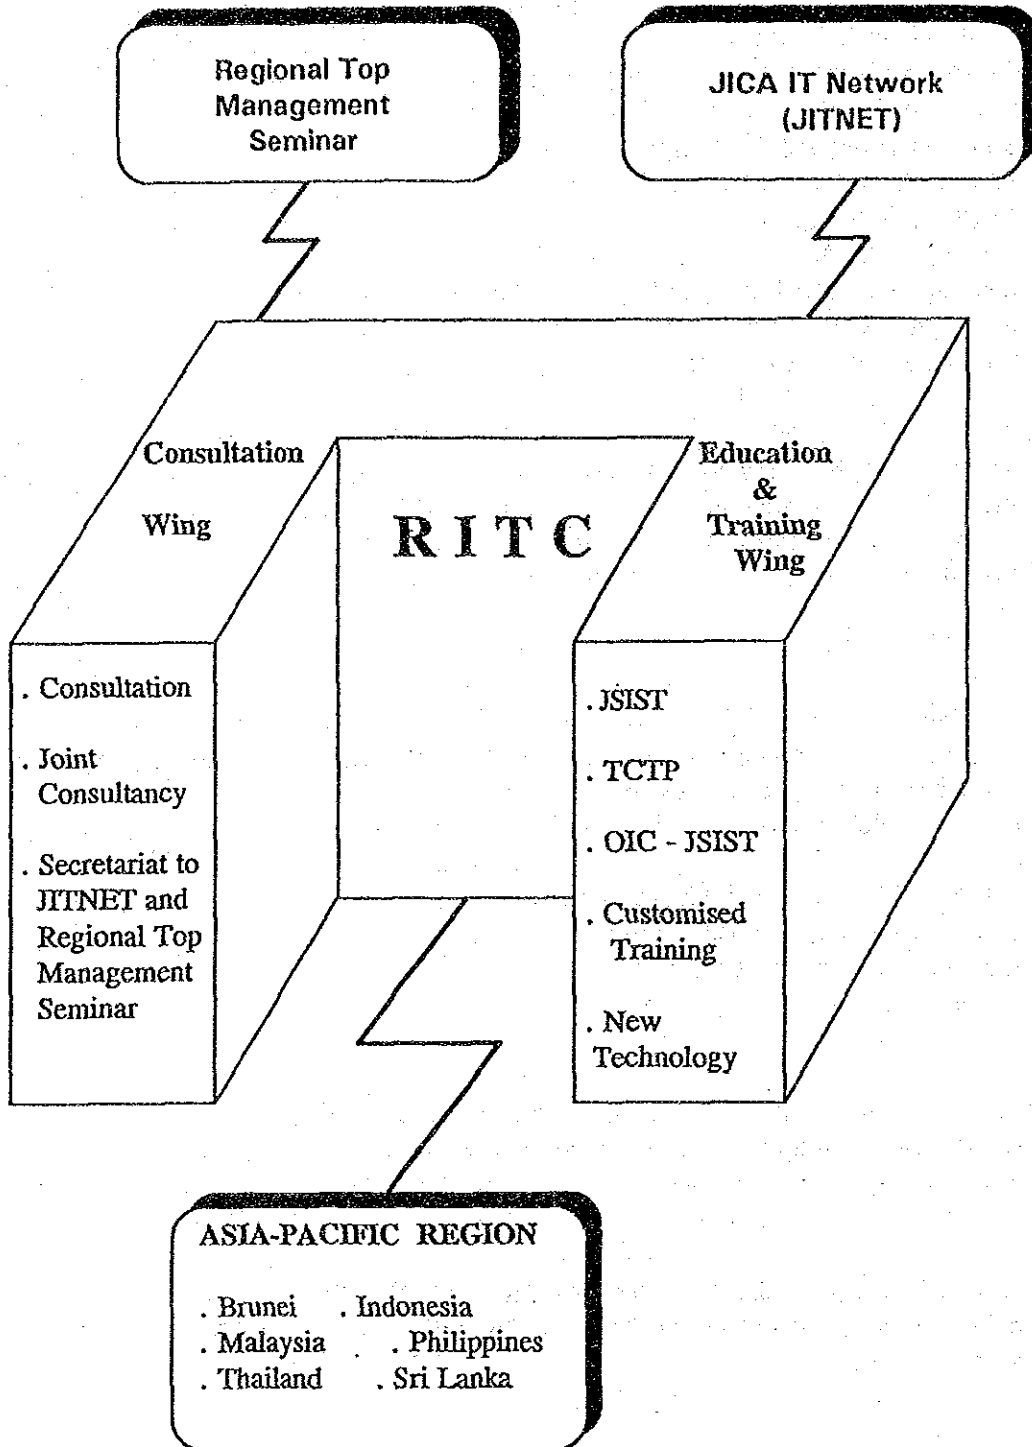 Regional Top
Management
Seminar
JICA IT Network
(JITNET)
Consultation
Wing
R I T C
Education
&
Training
Wing
. Consultation
. Joint
Consultancy
. Secretariat to
JITNET and
Regional Top
Management
Seminar
. JSIST
. TCTP
. OIC - JSIST
. Customised
Training
. New
Technology
ASIA-PACIFIC REGION
. Brunei . Indonesia
. Malaysia . Philippines
. Thailand . Sri Lanka